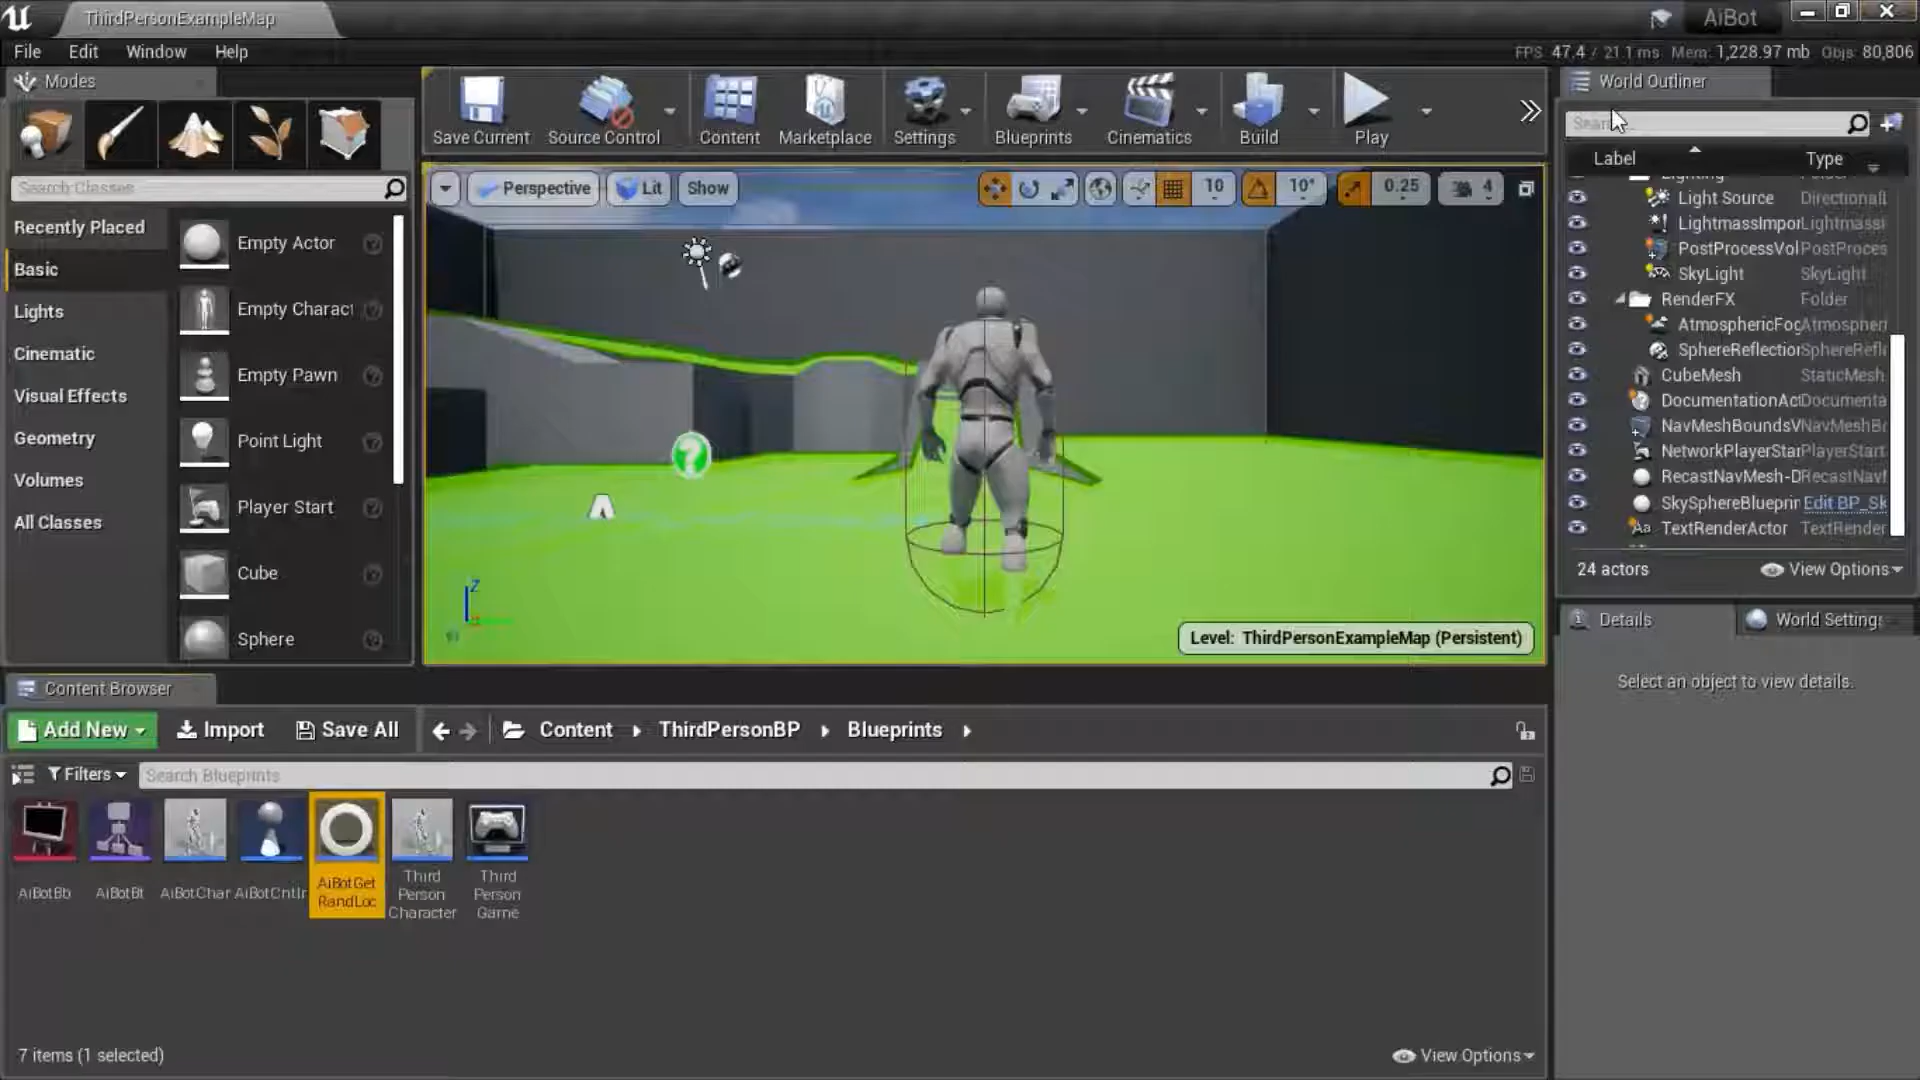 ThirdPersonExampleMap
AiBot
File Edit Window Help
FPS 47.4 / 21.1 ms Mem: 1,228.97 mb Objs: 80,806
Modes
Search Classes
Recently Placed
Basic
Lights
Cinematic
Visual Effects
Geometry
Volumes
All Classes
Empty Actor
Empty Charact
Empty Pawn
Point Light
Player Start
Cube
Sphere
Save Current
Source Control
Content
Marketplace
Settings
Blueprints
Cinematics
Build
Play
Perspective
Lit
Show
10
10°
0.25
4
Z
Level: ThirdPersonExampleMap (Persistent)
World Outliner
Label Type
Lighting Folder
Light Source Directional
LightmassImpor Lightmass
PostProcessVol PostProces
SkyLight SkyLight
RenderFX Folder
AtmosphericFog Atmospheri
SphereReflection SphereRefl
CubeMesh StaticMesh
DocumentationAc Documenta
NavMeshBoundsV NavMeshB
NetworkPlayerStar PlayerStart
RecastNavMesh-D RecastNav
SkySphereBlueprin Edit BP_Sk
TextRenderActor TextRender
24 actors
View Options
Details
World Settings
Select an object to view details.
Content Browser
Add New
Import
Save All
Content
ThirdPersonBP
Blueprints
Filters
Search Blueprints
AiBotBb
AiBotBt
AiBotChar
AiBotCntlr
AiBotGet
RandLoc
Third
Person
Character
Third
Person
Game
7 items (1 selected)
View Options